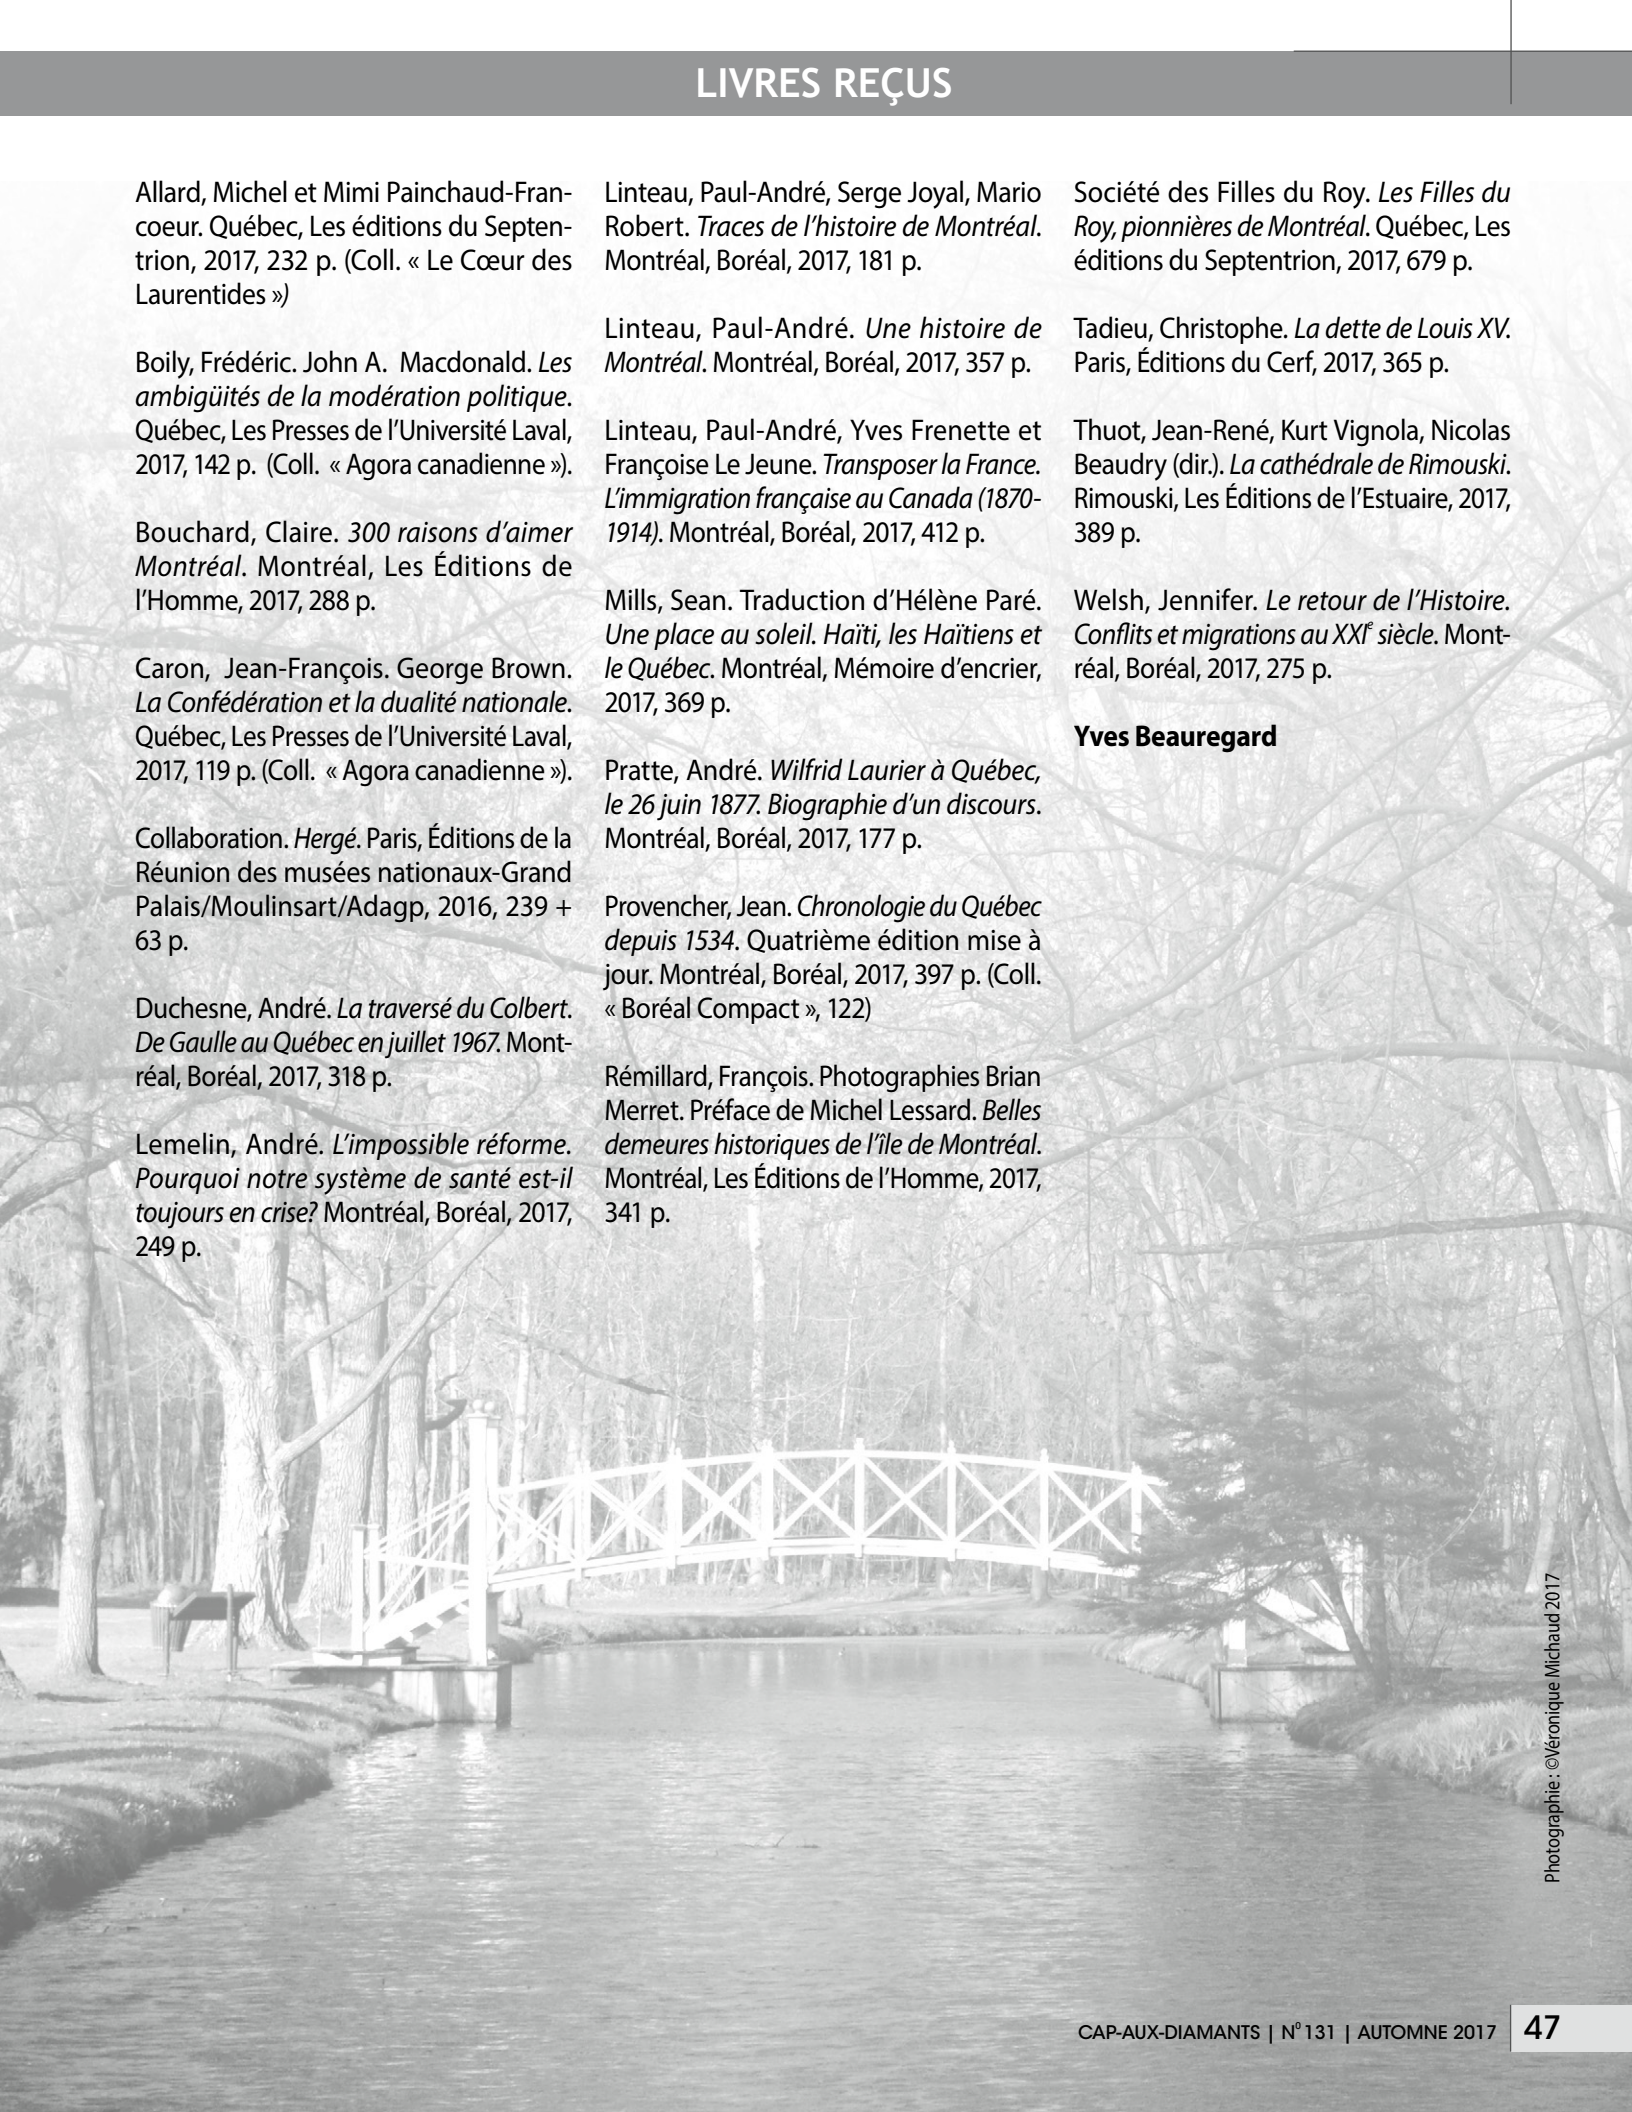 LIVRES REÇUS
Allard, Michel et Mimi Painchaud-Fran-
coeur. Québec, Les éditions du Septen-
trion, 2017, 232 p. (Coll. « Le Cœur des
Laurentides »)
Boily, Frédéric. John A. Macdonald. Les
ambigüités de la modération politique.
Québec, Les Presses de l'Université Laval,
2017, 142 p. (Coll. « Agora canadienne »).
Bouchard, Claire. 300 raisons d'aimer
Montréal. Montréal, Les Éditions de
l'Homme, 2017, 288 p.
Caron, Jean-François. George Brown.
La Confédération et la dualité nationale.
Québec, Les Presses de l'Université Laval,
2017, 119 p. (Coll. « Agora canadienne »).
Collaboration. Hergé. Paris, Éditions de la
Réunion des musées nationaux-Grand
Palais/Moulinsart/Adagp, 2016, 239 +
63 p.
Duchesne, André. La traversé du Colbert.
De Gaulle au Québec en juillet 1967. Mont-
réal, Boréal, 2017, 318 p.
Lemelin, André. L'impossible réforme.
Pourquoi notre système de santé est-il
toujours en crise? Montréal, Boréal, 2017,
249 p.
Linteau, Paul-André, Serge Joyal, Mario
Robert. Traces de l'histoire de Montréal.
Montréal, Boréal, 2017, 181 p.
Linteau, Paul-André. Une histoire de
Montréal. Montréal, Boréal, 2017, 357 p.
Linteau, Paul-André, Yves Frenette et
Françoise Le Jeune. Transposer la France.
L'immigration française au Canada (1870-
1914). Montréal, Boréal, 2017, 412 p.
Mills, Sean. Traduction d'Hélène Paré.
Une place au soleil. Haïti, les Haïtiens et
le Québec. Montréal, Mémoire d'encrier,
2017, 369 p.
Pratte, André. Wilfrid Laurier à Québec,
le 26 juin 1877. Biographie d'un discours.
Montréal, Boréal, 2017, 177 p.
Provencher, Jean. Chronologie du Québec
depuis 1534. Quatrième édition mise à
jour. Montréal, Boréal, 2017, 397 p. (Coll.
« Boréal Compact », 122)
Rémillard, François. Photographies Brian
Merret. Préface de Michel Lessard. Belles
demeures historiques de l'île de Montréal.
Montréal, Les Éditions de l'Homme, 2017,
341 p.
Société des Filles du Roy. Les Filles du
Roy, pionnières de Montréal. Québec, Les
éditions du Septentrion, 2017, 679 p.
Tadieu, Christophe. La dette de Louis XV.
Paris, Éditions du Cerf, 2017, 365 p.
Thuot, Jean-René, Kurt Vignola, Nicolas
Beaudry (dir.). La cathédrale de Rimouski.
Rimouski, Les Éditions de l'Estuaire, 2017,
389 p.
Welsh, Jennifer. Le retour de l'Histoire.
Conflits et migrations au XXIe siècle. Mont-
réal, Boréal, 2017, 275 p.
Yves Beauregard
Photographie : ©Véronique Michaud 2017
CAP-AUX-DIAMANTS | N0 131 | AUTOMNE 2017 47